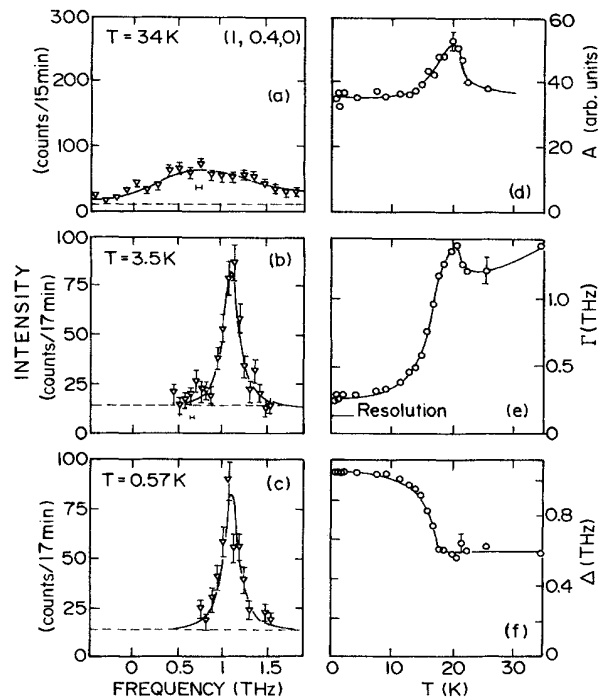 T = 34K (1, 0.4,0)
(a)
300
200
100
50
0
(counts/15min)
T = 3.5K
(b)
100
75
50
25
0
INTENSITY
(counts/17min)
T = 0.57K
(c)
100
75
50
25
0
(counts/17min)
0 0.5 1.0 1.5
FREQUENCY (THz)
(d)
60
40
20
0
A (arb. units)
(e)
Resolution
1.0
0.5
0
Γ (THz)
(f)
0.8
0.4
0
Δ (THz)
0 10 20 30
T (K)